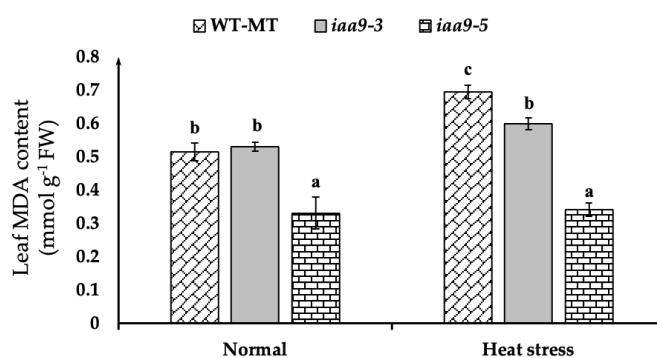 WT-MT iaa9-3 iaa9-5
Leaf MDA content
(mmol g⁻¹ FW)
0.8
0.7
0.6
0.5
0.4
0.3
0.2
0.1
0
b b a
c b a
Normal Heat stress